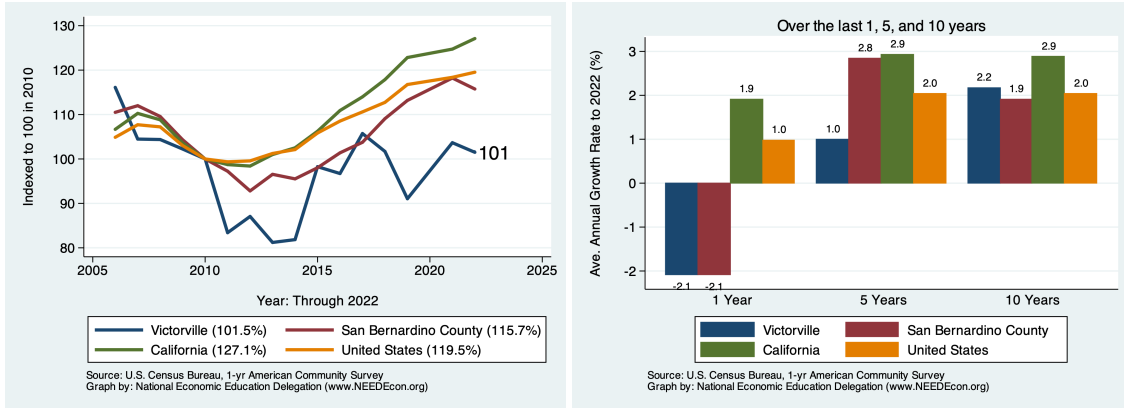 Indexed to 100 in 2010
130
120
110
100
90
80
101
2005
2010
2015
2020
2025
Year: Through 2022
Victorville (101.5%)
San Bernardino County (115.7%)
California (127.1%)
United States (119.5%)
Source: U.S. Census Bureau, 1-yr American Community Survey
Graph by: National Economic Education Delegation (www.NEEDEcon.org)
Over the last 1, 5, and 10 years
Ave. Annual Growth Rate to 2022 (%)
3
2
1
0
-1
-2
-2.1
-2.1
1.9
1.0
1.0
2.8
2.9
2.0
2.2
1.9
2.9
2.0
1 Year
5 Years
10 Years
Victorville
San Bernardino County
California
United States
Source: U.S. Census Bureau, 1-yr American Community Survey
Graph by: National Economic Education Delegation (www.NEEDEcon.org)